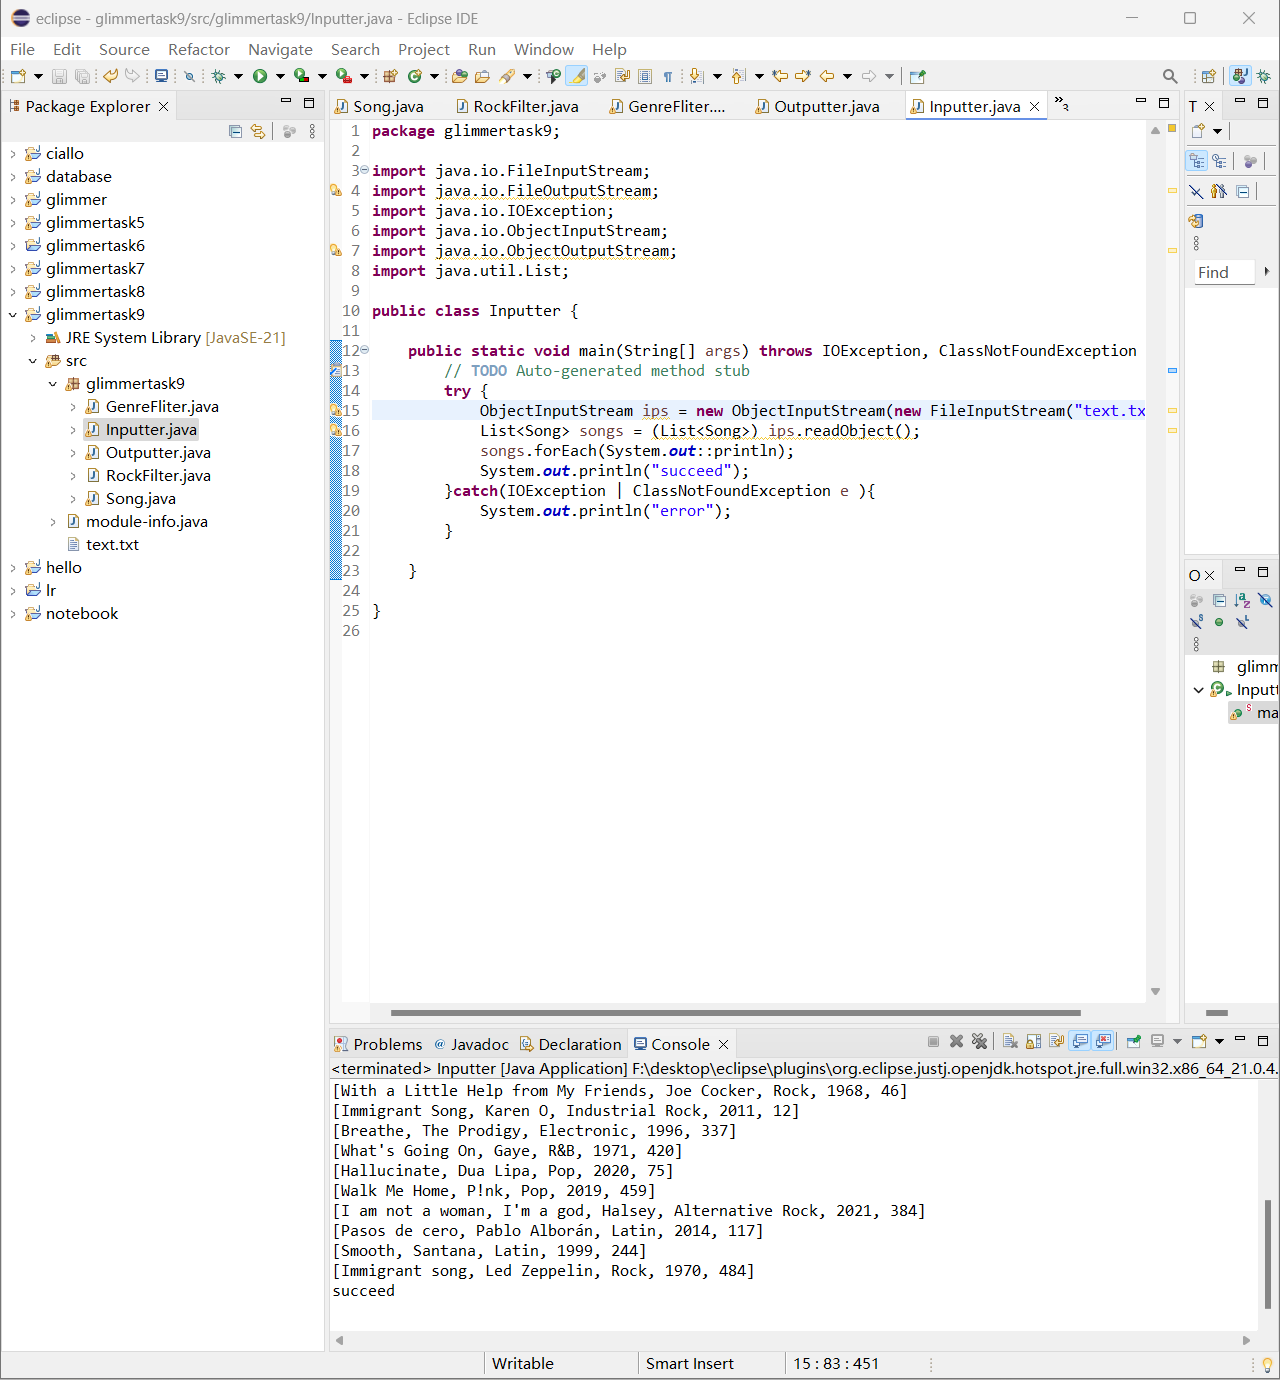 eclipse - glimmertask9/src/glimmertask9/Inputter.java - Eclipse IDE
File Edit Source Refactor Navigate Search Project Run Window Help
Package Explorer
ciallo
database
glimmer
glimmertask5
glimmertask6
glimmertask7
glimmertask8
glimmertask9
JRE System Library [JavaSE-21]
src
glimmertask9
GenreFliter.java
Inputter.java
Outputter.java
RockFilter.java
Song.java
module-info.java
text.txt
hello
lr
notebook
Song.java RockFilter.java GenreFliter.... Outputter.java Inputter.java »3
1 package glimmertask9;
2
3 import java.io.FileInputStream;
4 import java.io.FileOutputStream;
5 import java.io.IOException;
6 import java.io.ObjectInputStream;
7 import java.io.ObjectOutputStream;
8 import java.util.List;
9
10 public class Inputter {
11
12 public static void main(String[] args) throws IOException, ClassNotFoundException
13 // TODO Auto-generated method stub
14 try {
15 ObjectInputStream ips = new ObjectInputStream(new FileInputStream("text.tx
16 List<Song> songs = (List<Song>) ips.readObject();
17 songs.forEach(System.out::println);
18 System.out.println("succeed");
19 }catch(IOException | ClassNotFoundException e ){
20 System.out.println("error");
21 }
22
23 }
24
25 }
26
T
Find
O
glimm
Inputt
ma
Problems @ Javadoc Declaration Console
<terminated> Inputter [Java Application] F:\desktop\eclipse\plugins\org.eclipse.justj.openjdk.hotspot.jre.full.win32.x86_64_21.0.4.
[With a Little Help from My Friends, Joe Cocker, Rock, 1968, 46]
[Immigrant Song, Karen O, Industrial Rock, 2011, 12]
[Breathe, The Prodigy, Electronic, 1996, 337]
[What's Going On, Gaye, R&B, 1971, 420]
[Hallucinate, Dua Lipa, Pop, 2020, 75]
[Walk Me Home, P!nk, Pop, 2019, 459]
[I am not a woman, I'm a god, Halsey, Alternative Rock, 2021, 384]
[Pasos de cero, Pablo Alborán, Latin, 2014, 117]
[Smooth, Santana, Latin, 1999, 244]
[Immigrant song, Led Zeppelin, Rock, 1970, 484]
succeed
Writable Smart Insert 15 : 83 : 451